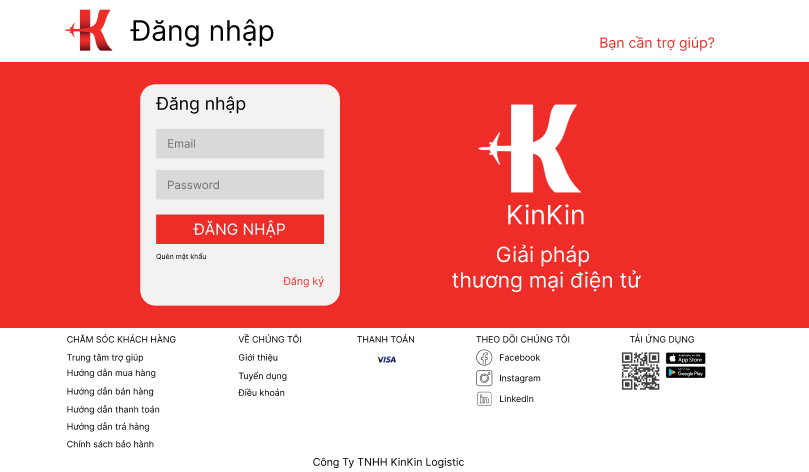 Đăng nhập
Bạn cần trợ giúp?
Đăng nhập
Email
Password
ĐĂNG NHẬP
Quên mật khẩu
Đăng ký
KinKin
Giải pháp
thương mại điện tử
CHĂM SÓC KHÁCH HÀNG
Trung tâm trợ giúp
Hướng dẫn mua hàng
Hướng dẫn bán hàng
Hướng dẫn thanh toán
Hướng dẫn trả hàng
Chính sách bảo hành
VỀ CHÚNG TÔI
Giới thiệu
Tuyển dụng
Điều khoản
THANH TOÁN
VISA
THEO DÕI CHÚNG TÔI
Facebook
Instagram
LinkedIn
TẢI ỨNG DỤNG
App Store
Google Play
Công Ty TNHH KinKin Logistic